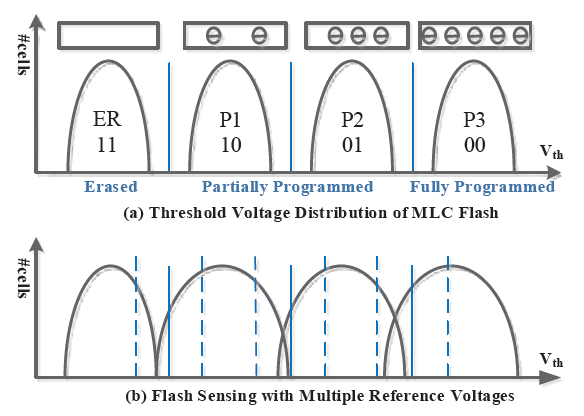 #cells
ER P1 P2 P3
11 10 01 00
Vth
Erased Partially Programmed Fully Programmed
(a) Threshold Voltage Distribution of MLC Flash
#cells
Vth
(b) Flash Sensing with Multiple Reference Voltages